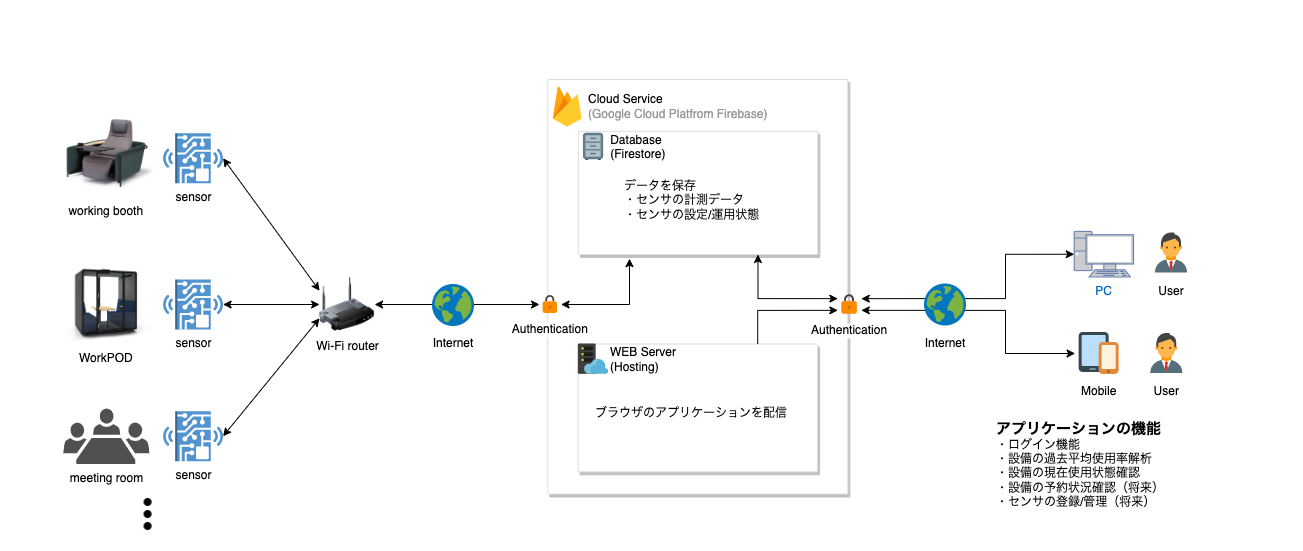 Cloud Service
(Google Cloud Platfrom Firebase)
Database
(Firestore)
データを保存
・センサの計測データ
・センサの設定/運用状態
working booth
sensor
WorkPOD
sensor
meeting room
sensor
Wi-Fi router
Internet
Authentication
WEB Server
(Hosting)
ブラウザのアプリケーションを配信
Authentication
Internet
PC
User
Mobile
User
アプリケーションの機能
・ログイン機能
・設備の過去平均使用率解析
・設備の現在使用状態確認
・設備の予約状況確認（将来）
・センサの登録/管理（将来）